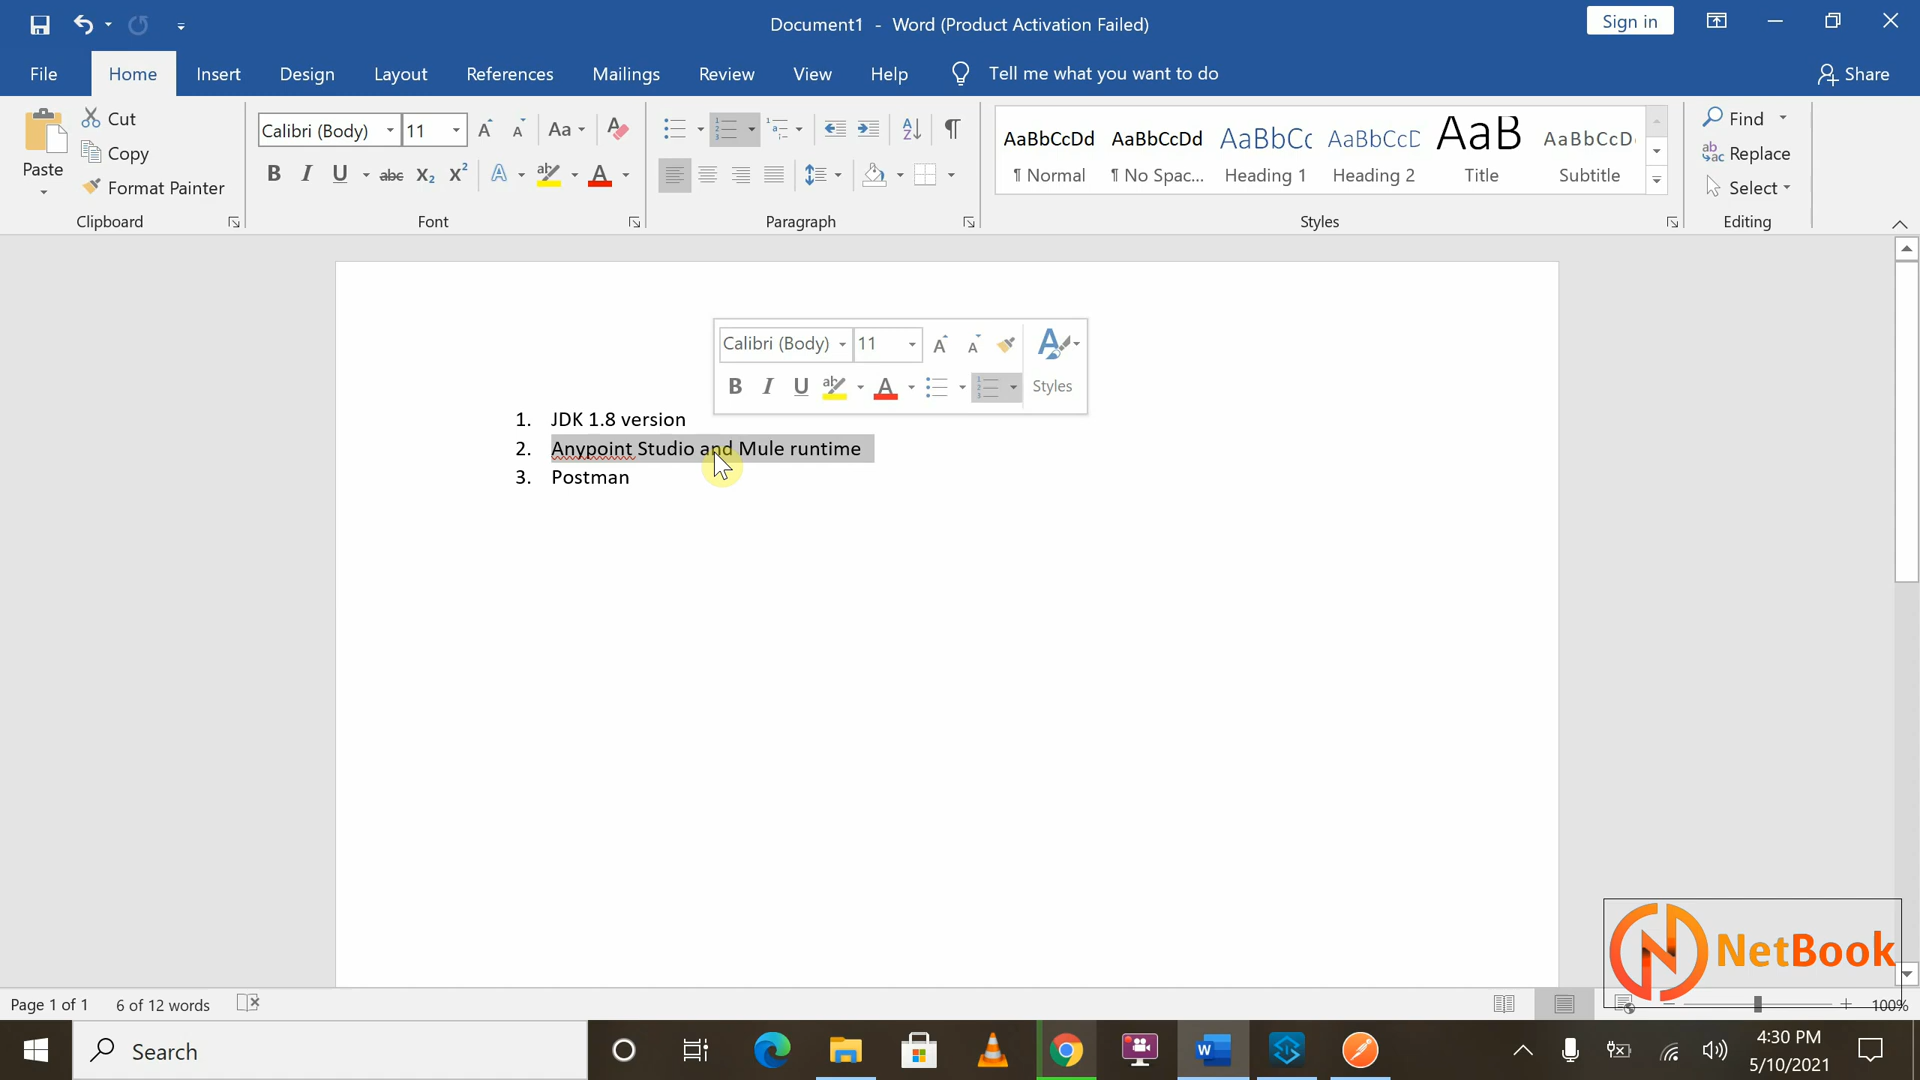 Document1 - Word (Product Activation Failed)
Sign in
File Home Insert Design Layout References Mailings Review View Help Tell me what you want to do Share
Paste
Cut
Copy
Format Painter
Clipboard
Calibri (Body) 11 A A Aa
B I U abc X2 X2 A ab A
Font
Paragraph
AaBbCcDd AaBbCcDd AaBbCc AaBbCcD AaB AaBbCcD
¶ Normal ¶ No Spac... Heading 1 Heading 2 Title Subtitle
Styles
Find
Replace
Select
Editing
Calibri (Body) 11 A A
B I U ab A Styles
1. JDK 1.8 version
2. Anypoint Studio and Mule runtime
3. Postman
NetBook
Page 1 of 1 6 of 12 words 100%
Search
4:30 PM
5/10/2021